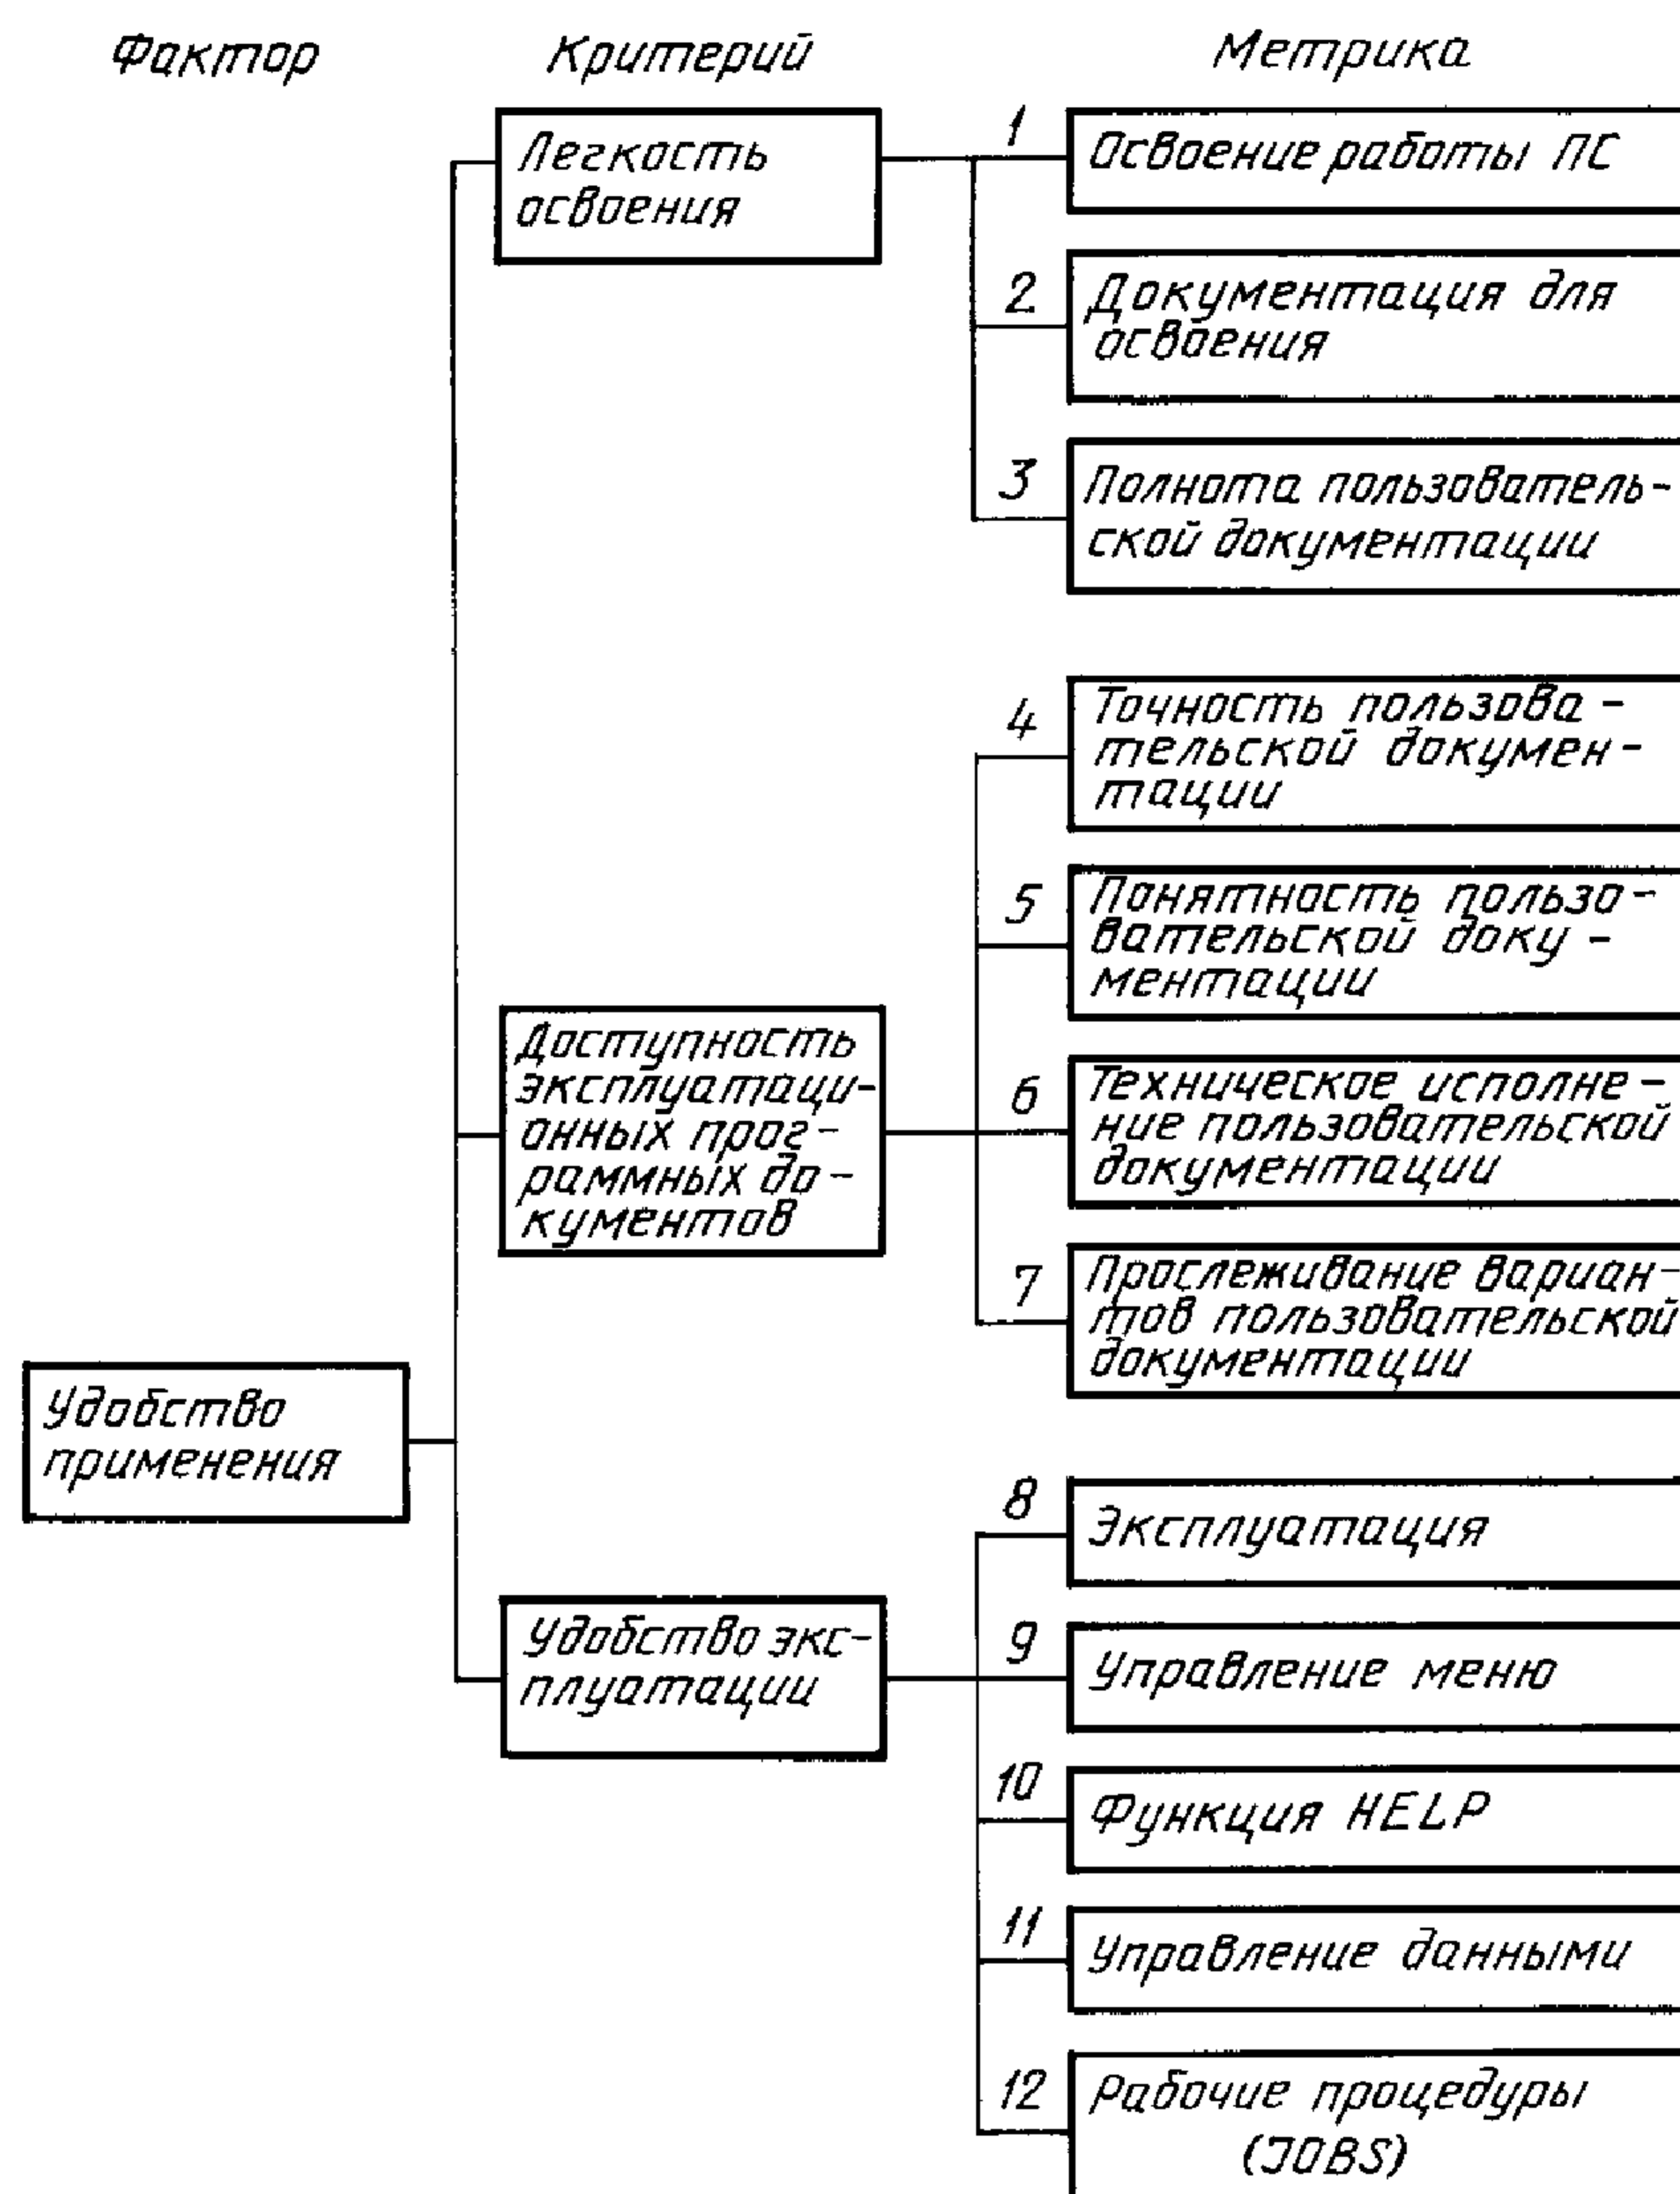 Фактор
Критерий
Метрика
Легкость
освоения
1
Освоение работы ПС
2
Документация для
освоения
3
Полнота пользователь-
ской документации
4
Точность пользова-
тельской докумен-
тации
5
Понятность пользо-
вательской доку-
ментации
Доступность
эксплуатаци-
онных прог-
раммных до-
кументов
6
Техническое исполне-
ние пользовательской
документации
7
Прослеживание вариан-
тов пользовательской
документации
Удобство
применения
8
Эксплуатация
Удобство экс-
плуатации
9
Управление меню
10
Функция HELP
11
Управление данными
12
Рабочие процедуры
(JOBS)